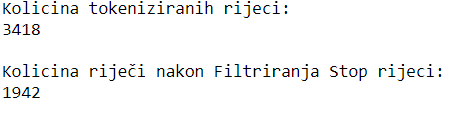 Kolicina tokeniziranih rijeci:
3418
Kolicina riječi nakon Filtriranja Stop rijeci:
1942